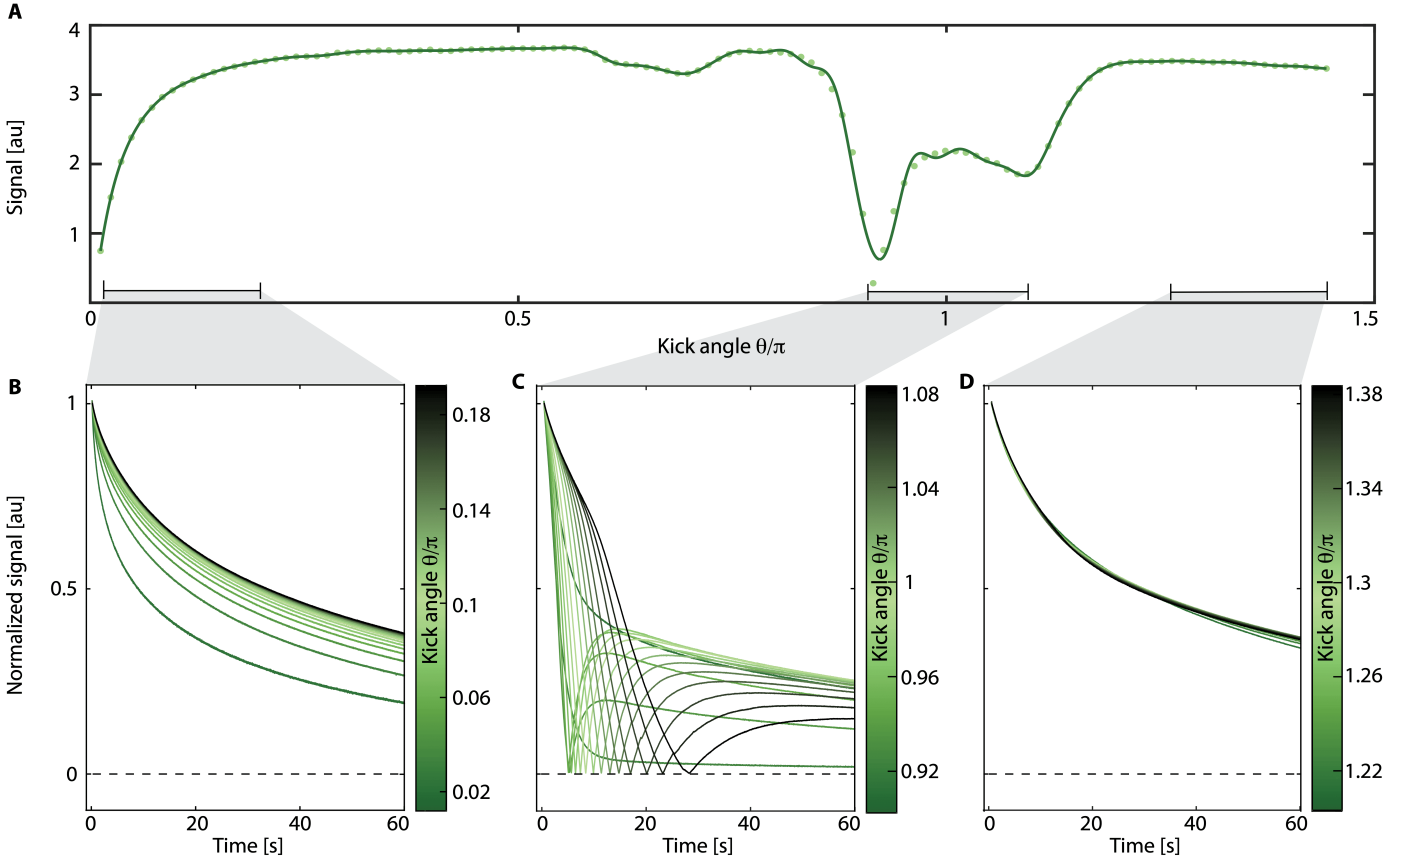 A
Signal [au]
4
3
2
1
0
0.5
1
1.5
Kick angle θ/π
B
Normalized signal [au]
1
0.5
0
0
20
40
60
Time [s]
Kick angle θ/π
0.18
0.14
0.1
0.06
0.02
C
0
20
40
60
Time [s]
Kick angle θ/π
1.08
1.04
1
0.96
0.92
D
0
20
40
60
Time [s]
Kick angle θ/π
1.38
1.34
1.3
1.26
1.22